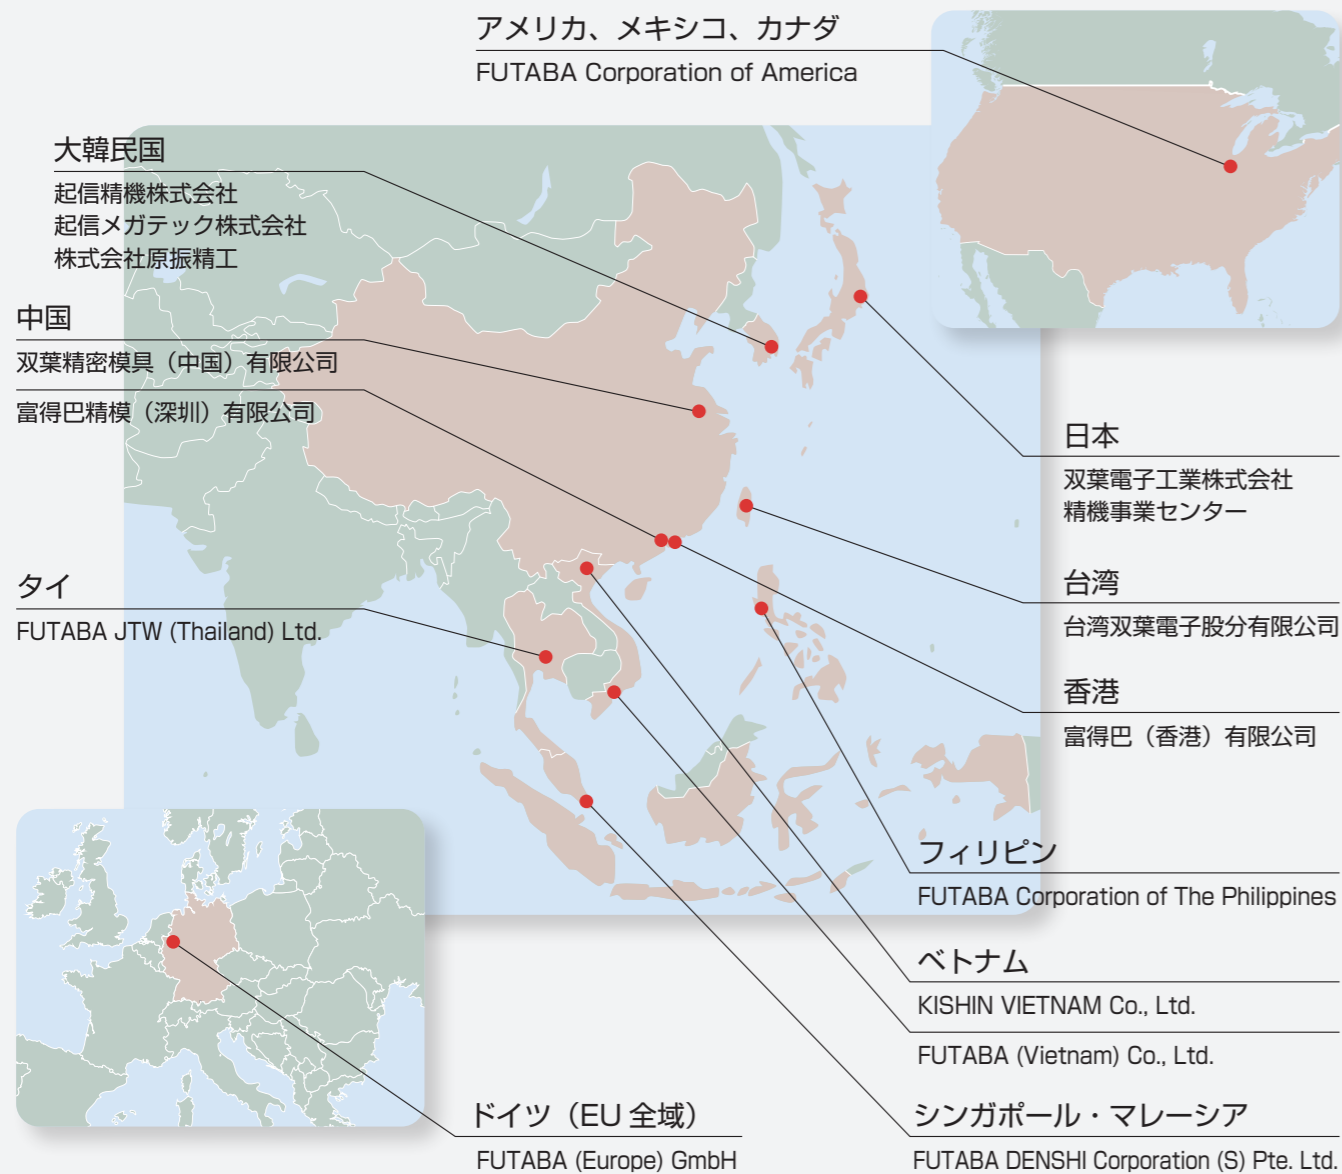 アメリカ、メキシコ、カナダ
FUTABA Corporation of America
大韓民国
起信精機株式会社
起信メガテック株式会社
株式会社原振精工
中国
双葉精密模具（中国）有限公司
富得巴精模（深圳）有限公司
タイ
FUTABA JTW (Thailand) Ltd.
日本
双葉電子工業株式会社
精機事業センター
台湾
台湾双葉電子股分有限公司
香港
富得巴（香港）有限公司
フィリピン
FUTABA Corporation of The Philippines
ベトナム
KISHIN VIETNAM Co., Ltd.
FUTABA (Vietnam) Co., Ltd.
シンガポール・マレーシア
FUTABA DENSHI Corporation (S) Pte. Ltd.
ドイツ（EU 全域）
FUTABA (Europe) GmbH